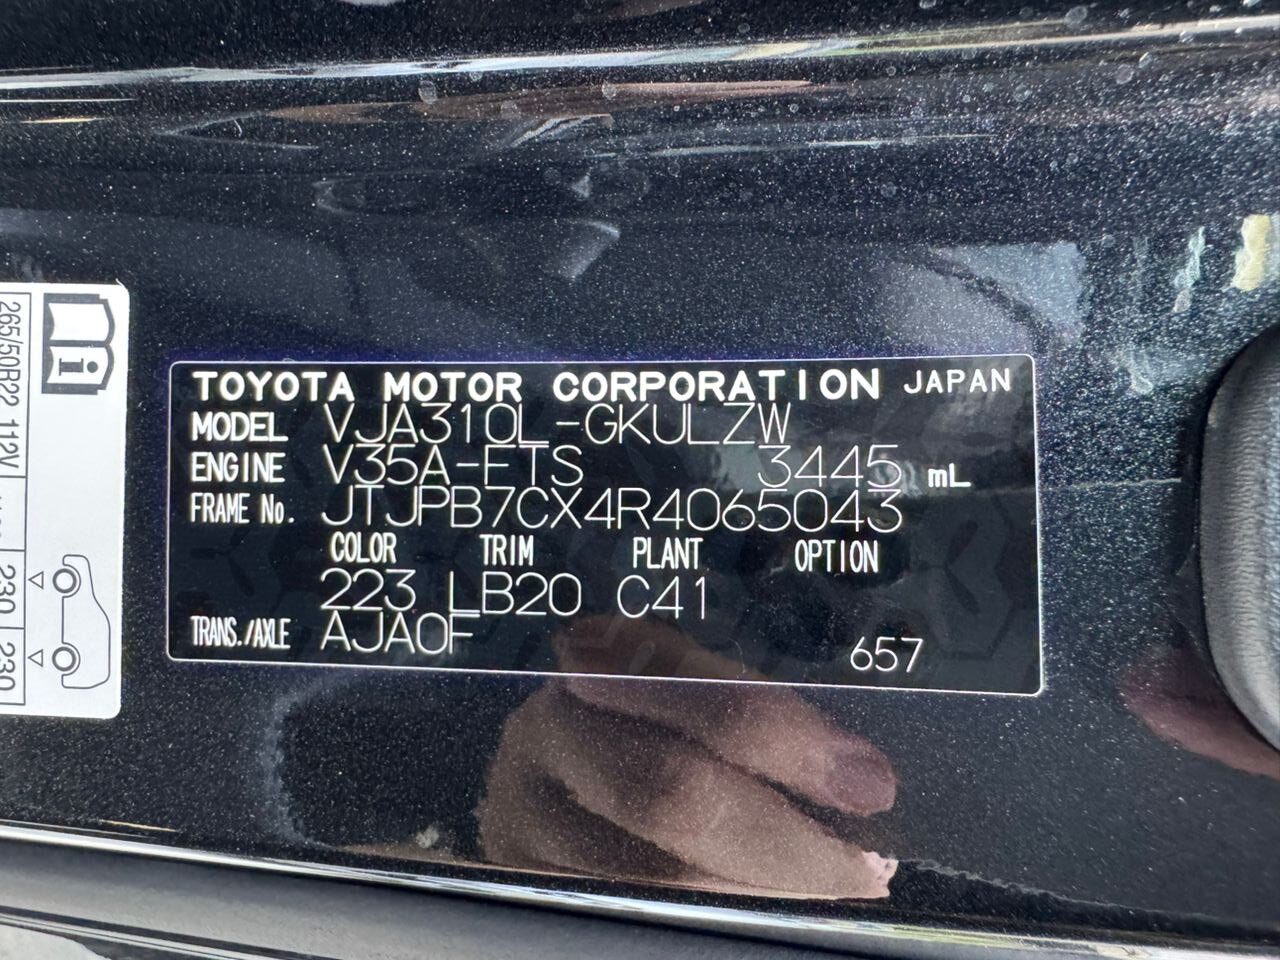 TOYOTA MOTOR CORPORATION JAPAN
MODEL VJA310L-GKULZW
ENGINE V35A-FTS 3445 mL
FRAME No. JTJPB7CX4R4065043
COLOR TRIM PLANT OPTION
223 LB20 C41
TRANS./AXLE AJA0F
657
265/50R22 112V
230
230